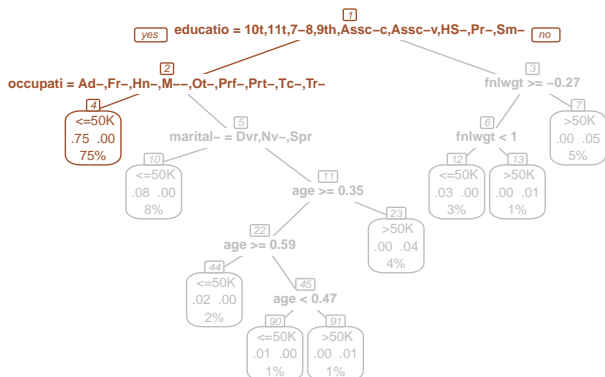 1
educatio = 10t,11t,7-8,9th,Assc-c,Assc-v,HS-,Pr-,Sm-
yes
no
2
occupati = Ad-,Fr-,Hn-,M--,Ot-,Prf-,Prt-,Tc-,Tr-
3
fnlwgt >= -0.27
4
<=50K
.75 .00
75%
5
marital- = Dvr,Nv-,Spr
6
fnlwgt < 1
7
>50K
.00 .05
5%
10
<=50K
.08 .00
8%
11
age >= 0.35
12
<=50K
.03 .00
3%
13
>50K
.00 .01
1%
22
age >= 0.59
23
>50K
.00 .04
4%
44
<=50K
.02 .00
2%
45
age < 0.47
90
<=50K
.01 .00
1%
91
>50K
.00 .01
1%